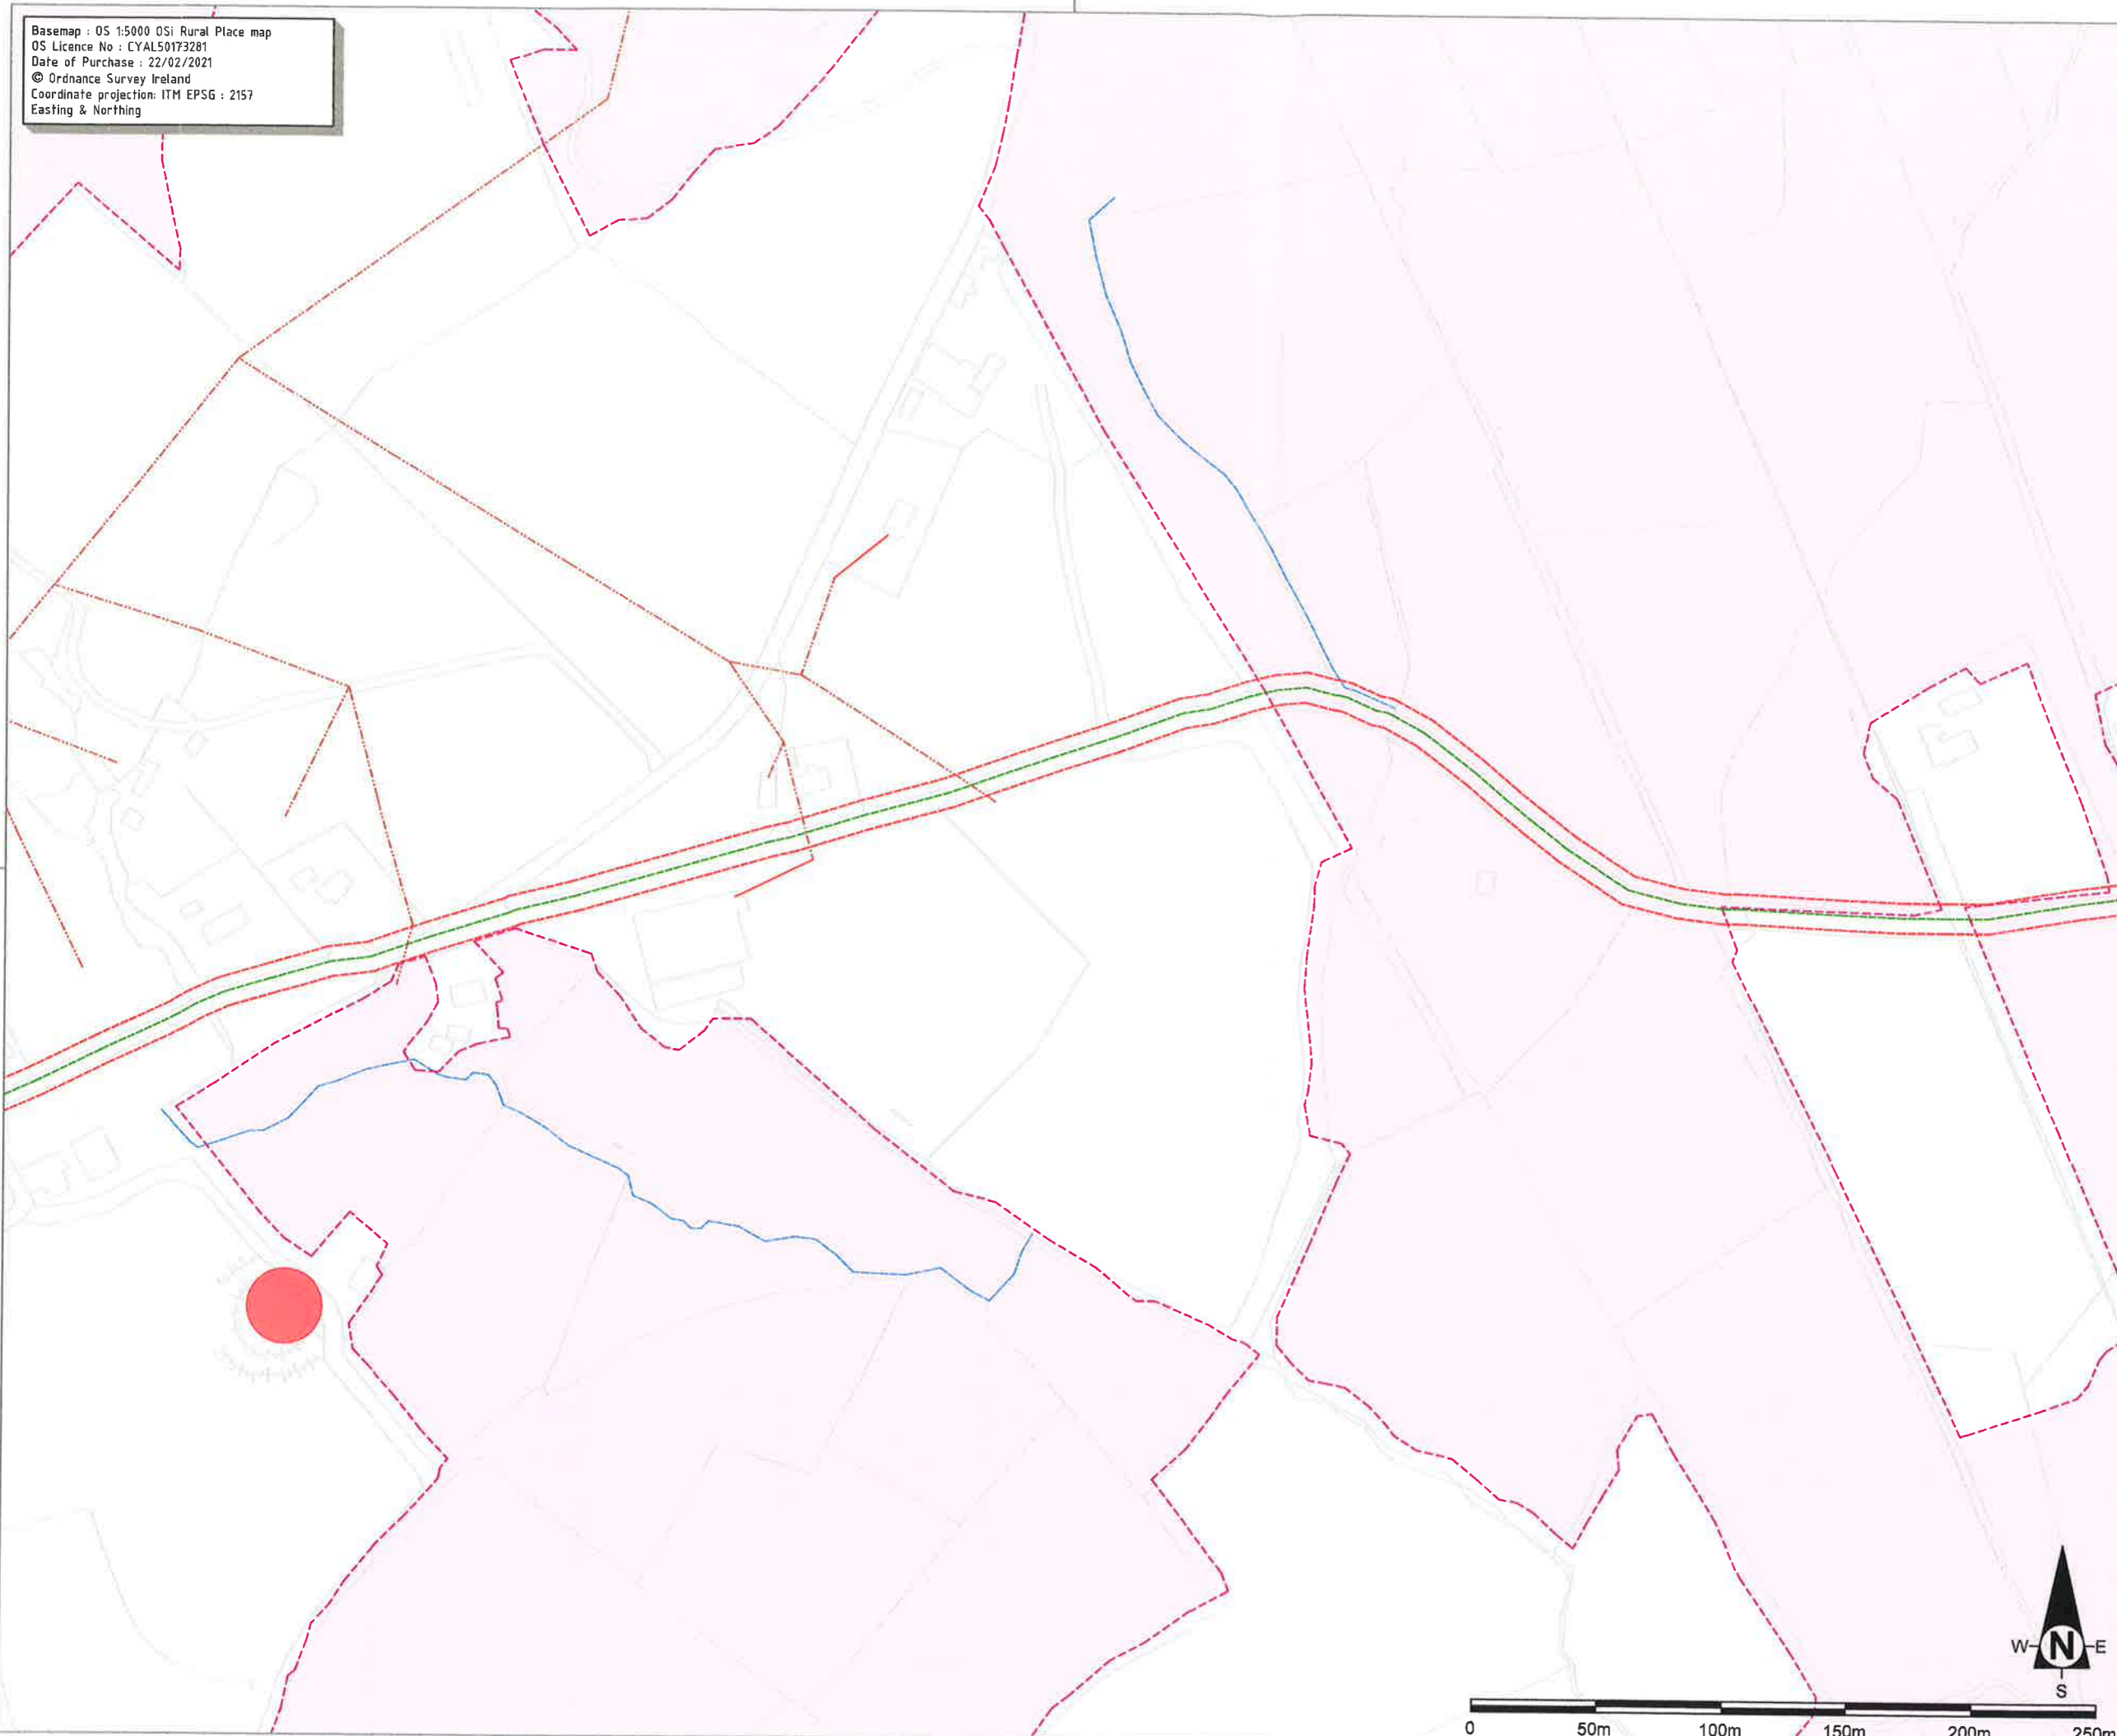 Basemap : OS 1:5000 OSi Rural Place map
OS Licence No : CYAL50173281
Date of Purchase : 22/02/2021
© Ordnance Survey Ireland
Coordinate projection: ITM EPSG : 2157
Easting & Northing
W N E
S
0 50m 100m 150m 200m 250m